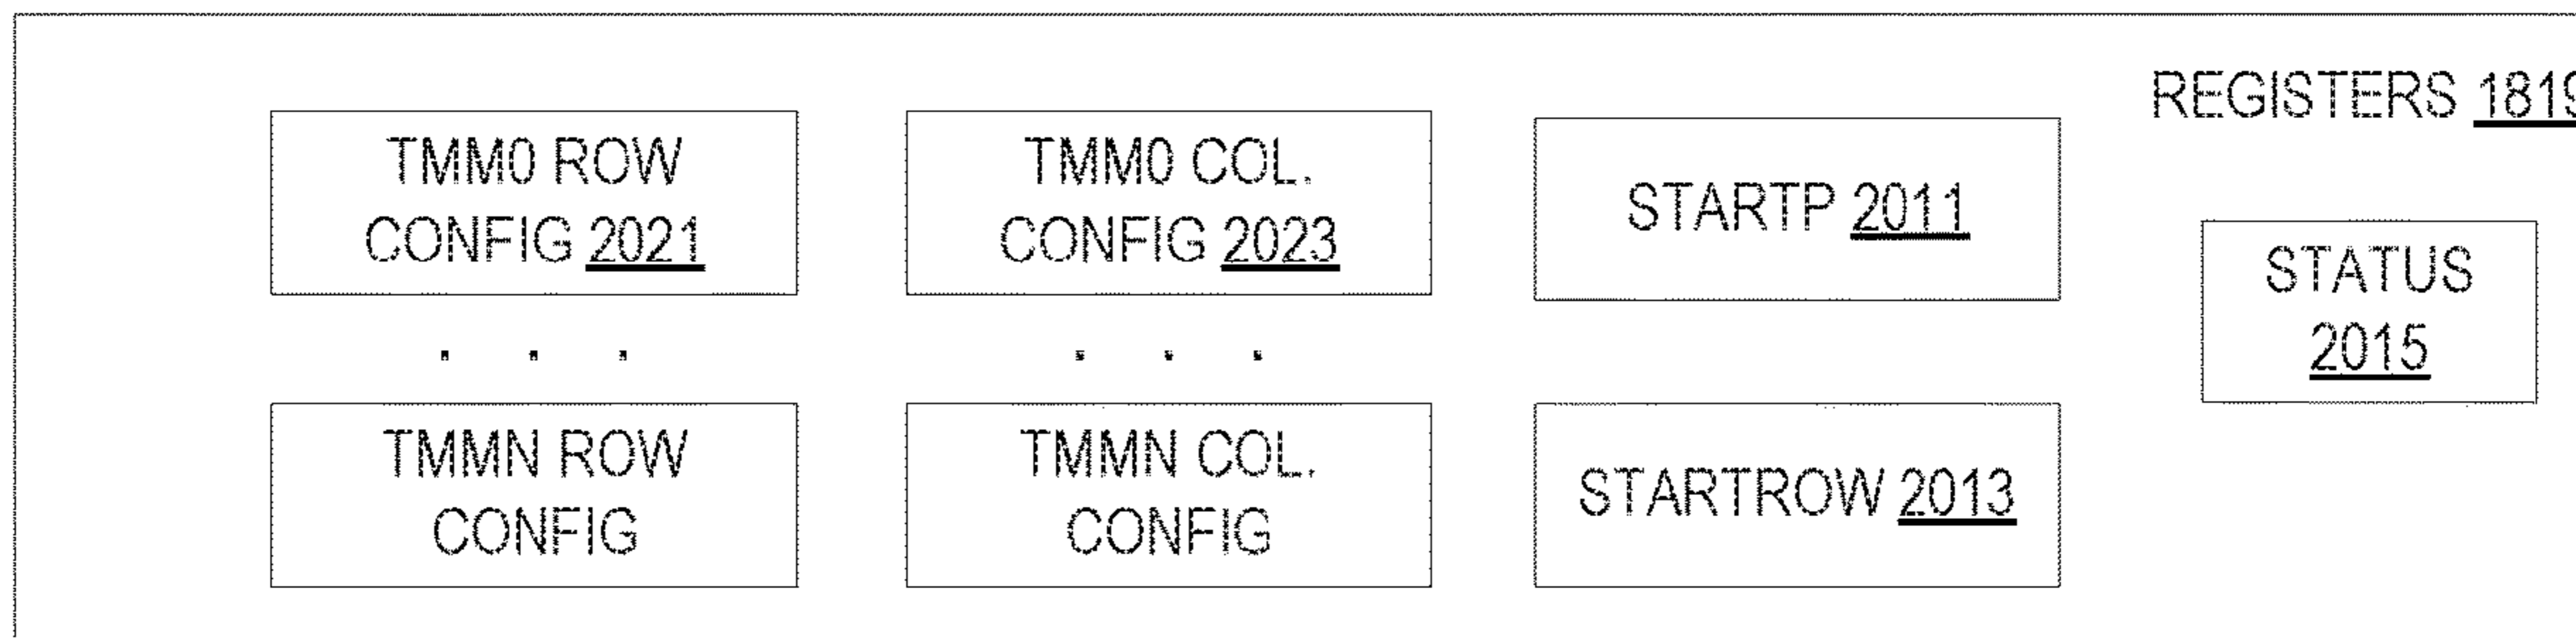 REGISTERS 1819
TMM0 ROW
CONFIG 2021
TMM0 COL.
CONFIG 2023
STARTP 2011
STATUS
2015
. . .
. . .
TMMN ROW
CONFIG
TMMN COL.
CONFIG
STARTROW 2013